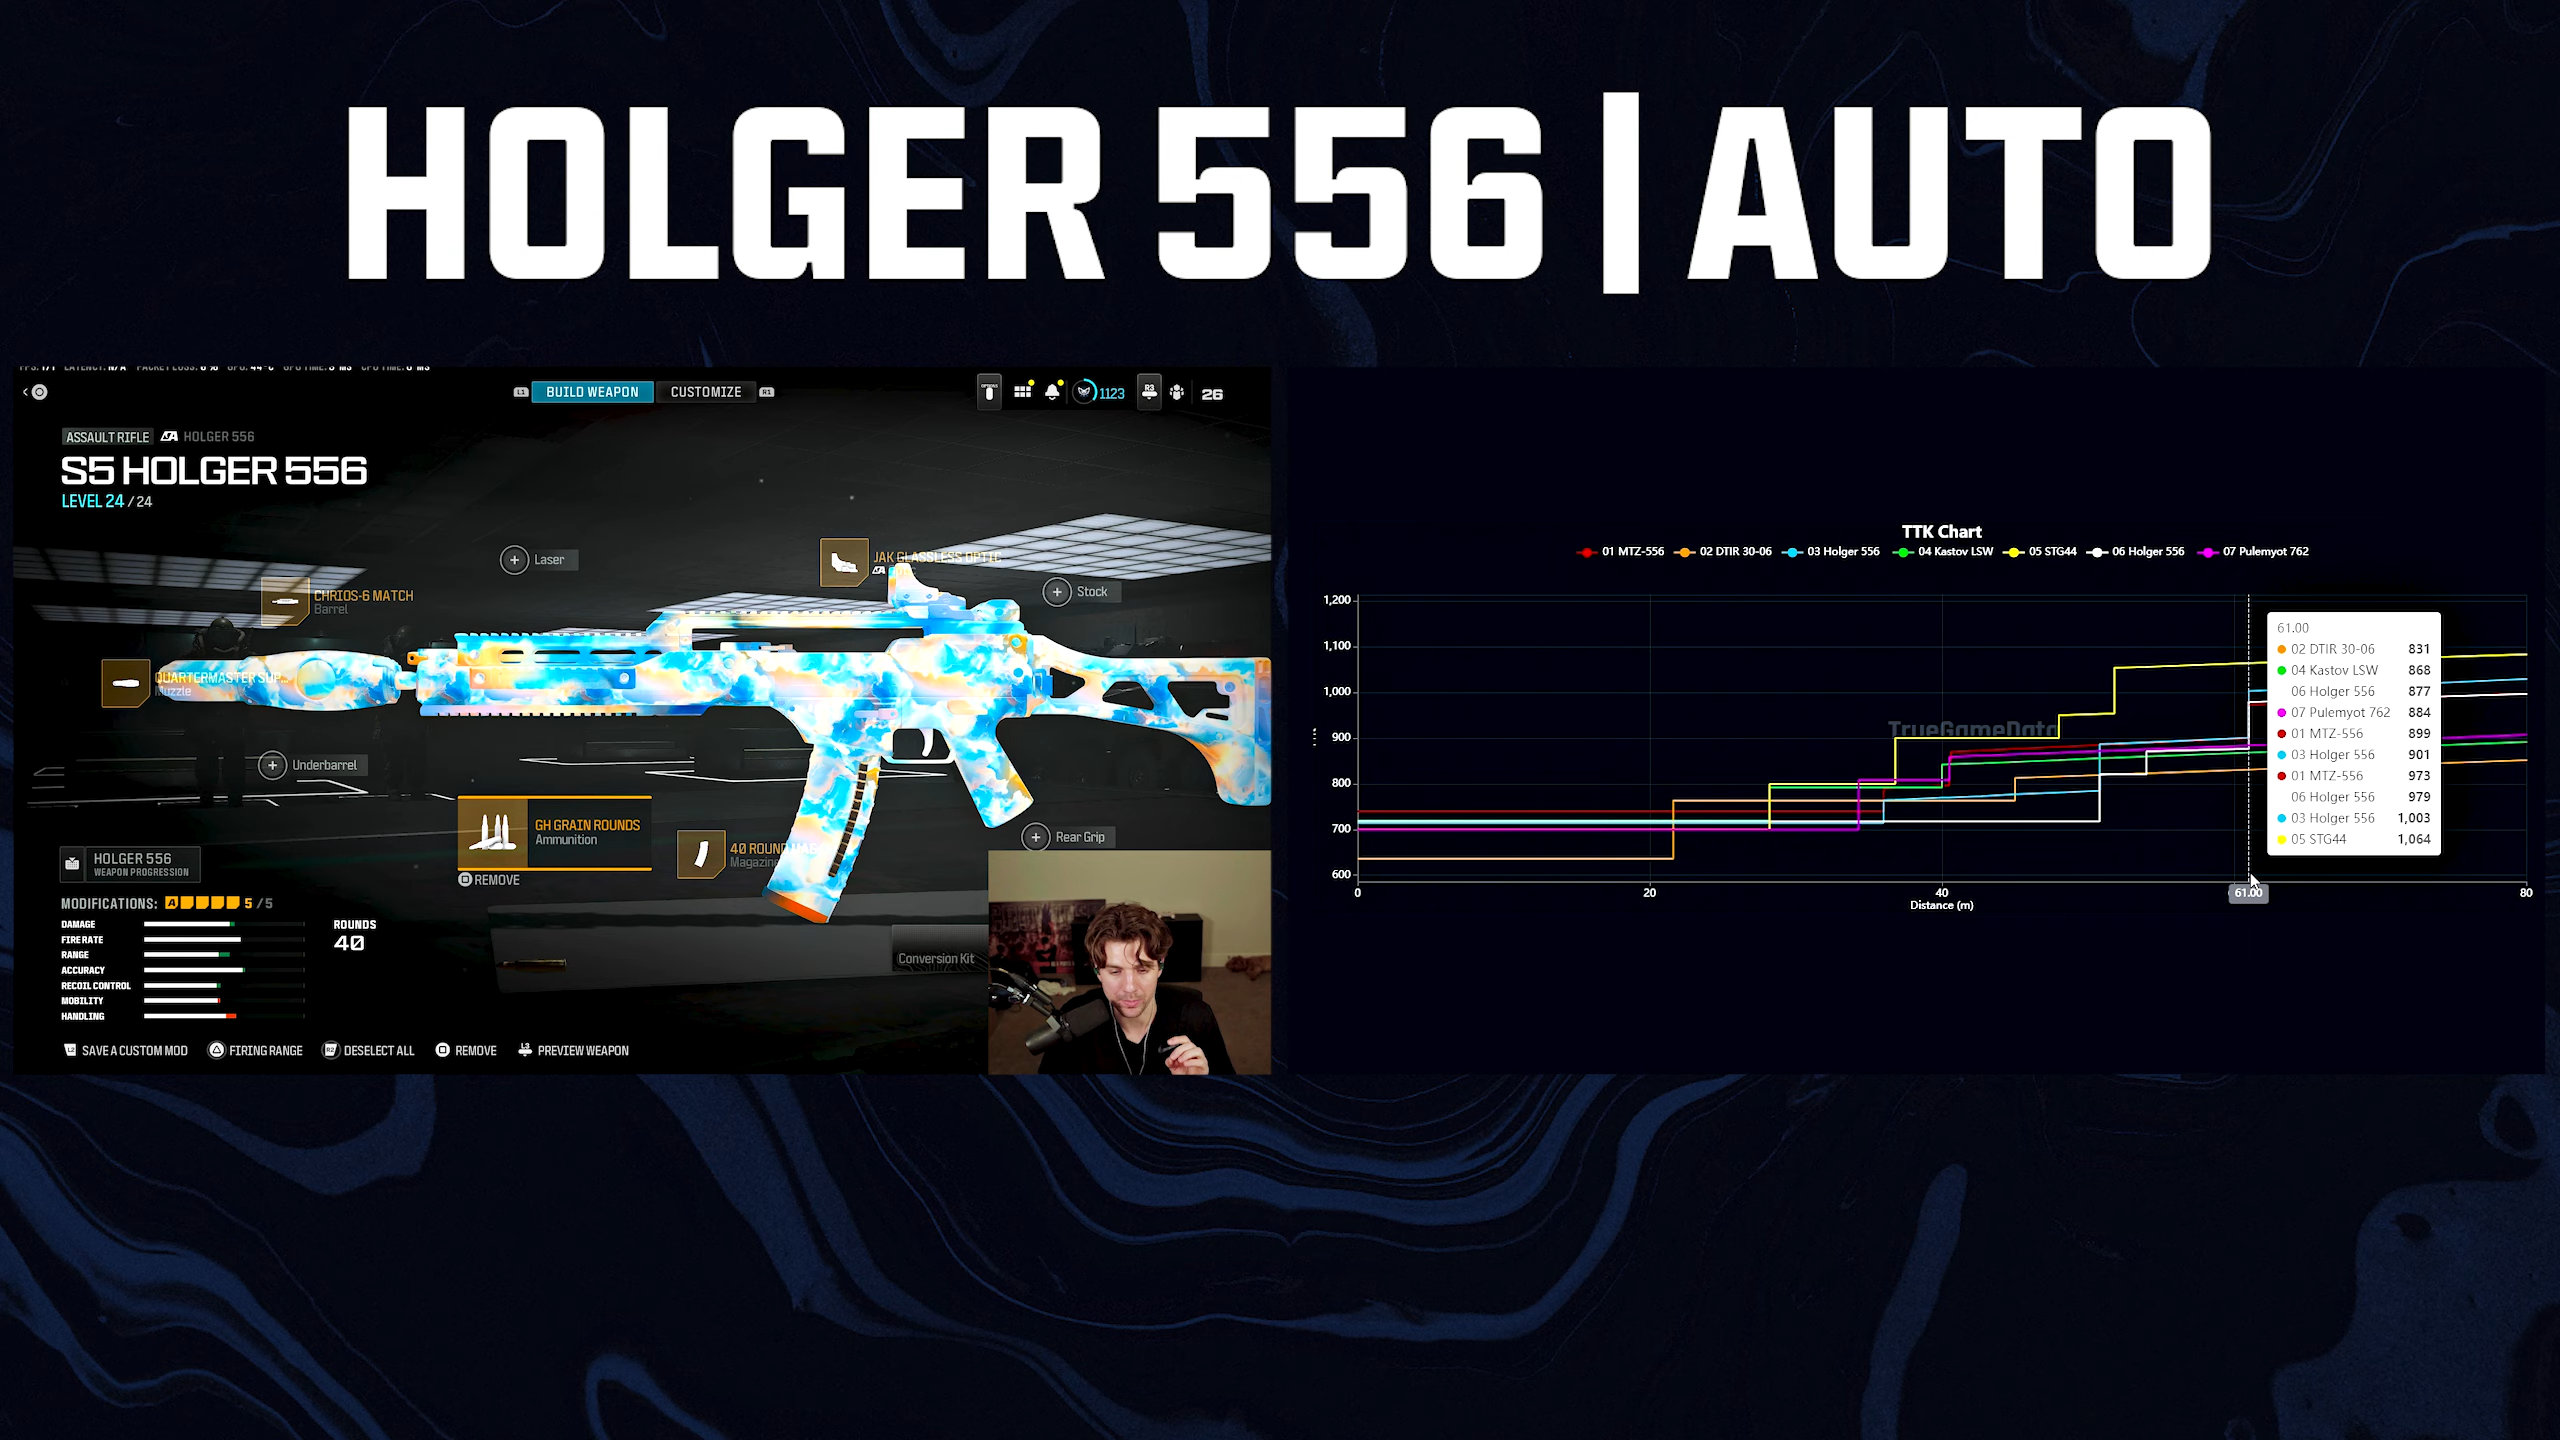 HOLGER 556 | AUTO
BUILD WEAPON
CUSTOMIZE
1123
R3
26
ASSAULT RIFLE
HOLGER 556
S5 HOLGER 556
LEVEL 24 / 24
Laser
JAK GLASSLESS OPTIC
Stock
CHRIOS-6 MATCH
Barrel
QUARTERMASTER SUP...
Muzzle
Underbarrel
GH GRAIN ROUNDS
Ammunition
REMOVE
40 ROUND MAG
Magazine
Rear Grip
Conversion Kit
HOLGER 556
WEAPON PROGRESSION
MODIFICATIONS: 5 / 5
DAMAGE
FIRE RATE
RANGE
ACCURACY
RECOIL CONTROL
MOBILITY
HANDLING
ROUNDS
40
SAVE A CUSTOM MOD
FIRING RANGE
DESELECT ALL
REMOVE
PREVIEW WEAPON
TTK Chart
01 MTZ-556
02 DTIR 30-06
03 Holger 556
04 Kastov LSW
05 STG44
06 Holger 556
07 Pulemyot 762
1,200
1,100
1,000
900
800
700
600
TrueGameData
0
20
40
61.00
80
Distance (m)
61.00
02 DTIR 30-06 831
04 Kastov LSW 868
06 Holger 556 877
07 Pulemyot 762 884
01 MTZ-556 899
03 Holger 556 901
01 MTZ-556 973
06 Holger 556 979
03 Holger 556 1,003
05 STG44 1,064